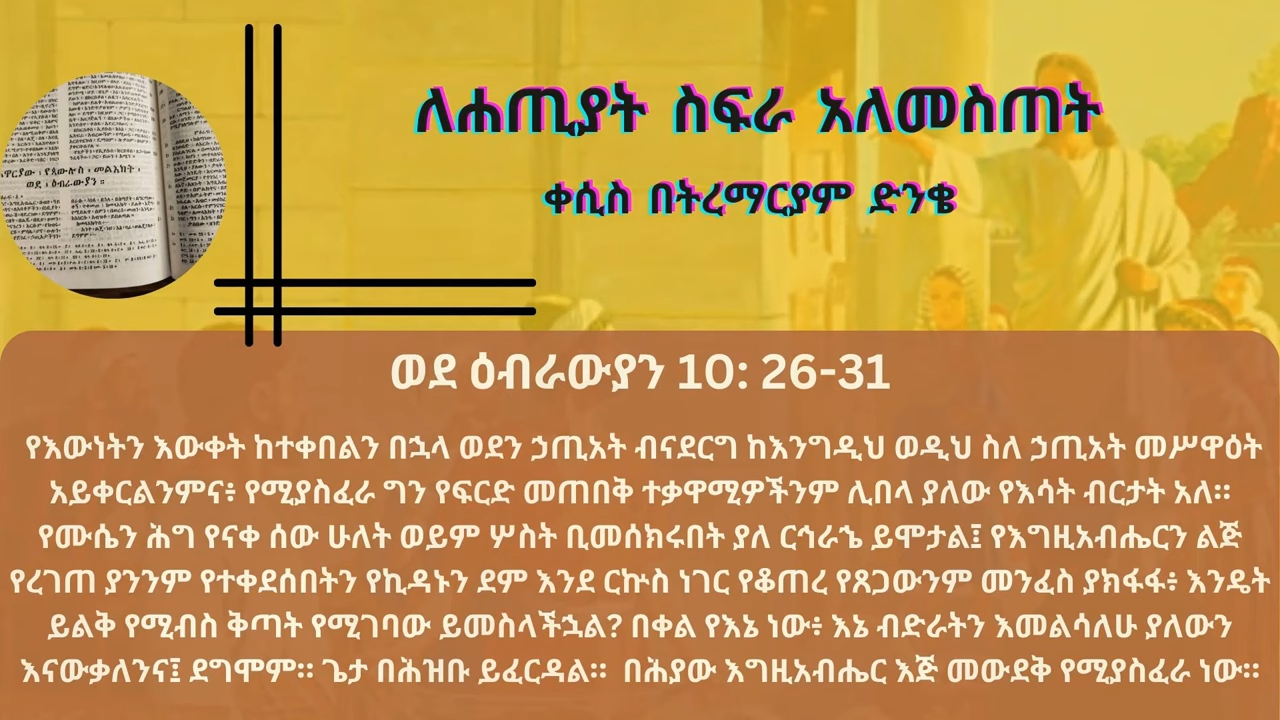 ለሐጢያት ስፍራ አለመስጠት
ቀሲስ በትረማርያም ድንቄ
የጳውሎስ ፡ መልእክት ፡
ወደ ፡ ዕብራውያን ።
ወደ ዕብራውያን 10: 26-31
የእውነትን እውቀት ከተቀበልን በኋላ ወደን ኃጢአት ብናደርግ ከእንግዲህ ወዲህ ስለ ኃጢአት መሥዋዕት
አይቀርልንምና፥ የሚያስፈራ ግን የፍርድ መጠበቅ ተቃዋሚዎችንም ሊበላ ያለው የእሳት ብርታት አለ።
የሙሴን ሕግ የናቀ ሰው ሁለት ወይም ሦስት ቢመሰክሩበት ያለ ርኅራኄ ይሞታል፤ የእግዚአብሔርን ልጅ
የረገጠ ያንንም የተቀደሰበትን የኪዳኑን ደም እንደ ርኩስ ነገር የቆጠረ የጸጋውንም መንፈስ ያክፋፋ፥ እንዴት
ይልቅ የሚብስ ቅጣት የሚገባው ይመስላችኋል? በቀል የእኔ ነው፥ እኔ ብድራትን እመልሳለሁ ያለውን
እናውቃለንና፤ ደግሞም። ጌታ በሕዝቡ ይፈርዳል። በሕያው እግዚአብሔር እጅ መውደቅ የሚያስፈራ ነው።